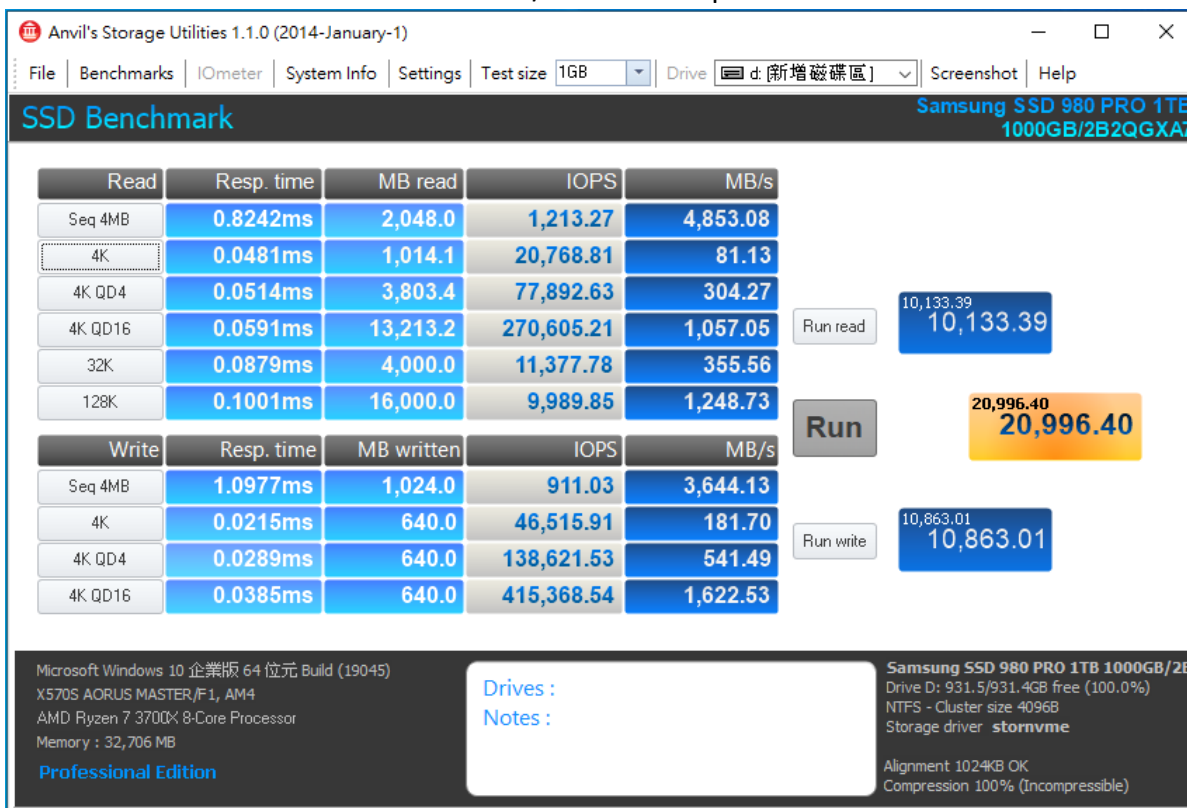 Anvil's Storage Utilities 1.1.0 (2014-January-1)
File Benchmarks IOmeter System Info Settings Test size 1GB Drive d: [新增磁碟區] Screenshot Help
SSD Benchmark
Samsung SSD 980 PRO 1TB
1000GB/2B2QGXA7
Read Resp. time MB read IOPS MB/s
Seq 4MB 0.8242ms 2,048.0 1,213.27 4,853.08
4K 0.0481ms 1,014.1 20,768.81 81.13
4K QD4 0.0514ms 3,803.4 77,892.63 304.27
4K QD16 0.0591ms 13,213.2 270,605.21 1,057.05
32K 0.0879ms 4,000.0 11,377.78 355.56
128K 0.1001ms 16,000.0 9,989.85 1,248.73
Run read
10,133.39
10,133.39
Run
20,996.40
20,996.40
Write Resp. time MB written IOPS MB/s
Seq 4MB 1.0977ms 1,024.0 911.03 3,644.13
4K 0.0215ms 640.0 46,515.91 181.70
4K QD4 0.0289ms 640.0 138,621.53 541.49
4K QD16 0.0385ms 640.0 415,368.54 1,622.53
Run write
10,863.01
10,863.01
Microsoft Windows 10 企業版 64 位元 Build (19045)
X570S AORUS MASTER/F1, AM4
AMD Ryzen 7 3700X 8-Core Processor
Memory : 32,706 MB
Professional Edition
Drives :
Notes :
Samsung SSD 980 PRO 1TB 1000GB/2B
Drive D: 931.5/931.4GB free (100.0%)
NTFS - Cluster size 4096B
Storage driver stornvme
Alignment 1024KB OK
Compression 100% (Incompressible)